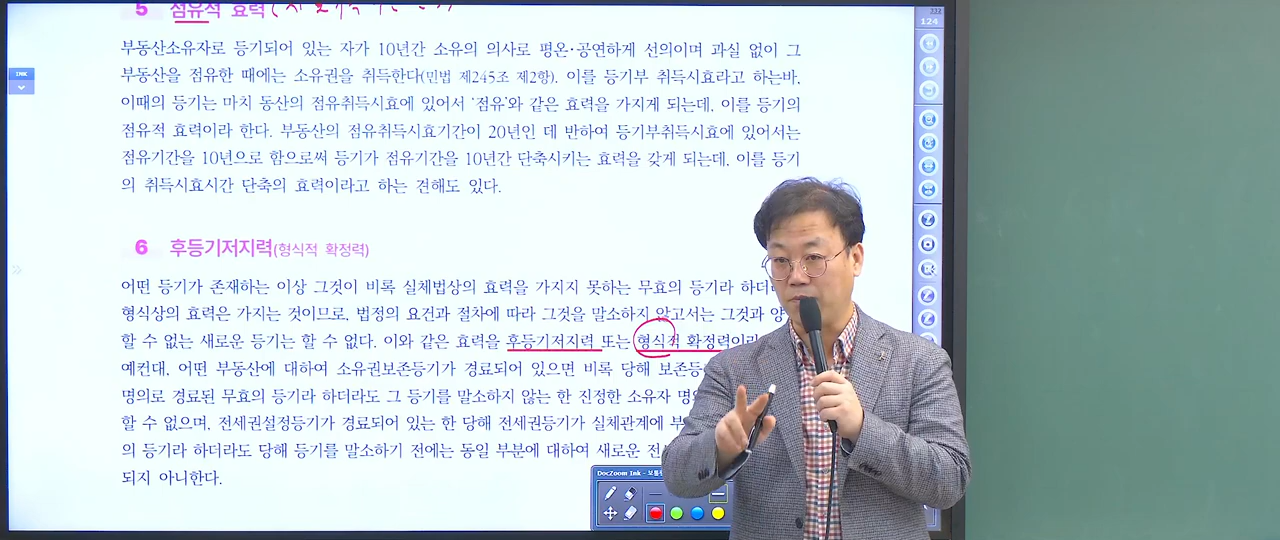 5 점유적 효력
부동산소유자로 등기되어 있는 자가 10년간 소유의 의사로 평온·공연하게 선의이며 과실 없이 그
부동산을 점유한 때에는 소유권을 취득한다(민법 제245조 제2항). 이를 등기부 취득시효라고 하는바,
이때의 등기는 마치 동산의 점유취득시효에 있어서 '점유'와 같은 효력을 가지게 되는데, 이를 등기의
점유적 효력이라 한다. 부동산의 점유취득시효기간이 20년인 데 반하여 등기부취득시효에 있어서는
점유기간을 10년으로 함으로써 등기가 점유기간을 10년간 단축시키는 효력을 갖게 되는데, 이를 등기
의 취득시효시간 단축의 효력이라고 하는 견해도 있다.
6 후등기저지력(형식적 확정력)
어떤 등기가 존재하는 이상 그것이 비록 실체법상의 효력을 가지지 못하는 무효의 등기라
형식상의 효력은 가지는 것이므로, 법정의 요건과 절차에 따라 그것을 말소하지 않고서는 그것과
할 수 없는 새로운 등기는 할 수 없다. 이와 같은 효력을 후등기저지력 또는 형식적 확정력이라
예컨대, 어떤 부동산에 대하여 소유권보존등기가 경료되어 있으면 비록 당해
명의로 경료된 무효의 등기라 하더라도 그 등기를 말소하지 않는 한 진정한 소유자
할 수 없으며, 전세권설정등기가 경료되어 있는 한 당해 전세권등기가 실체관계에
의 등기라 하더라도 당해 등기를 말소하기 전에는 동일 부분에 대하여 새로운
되지 아니한다.
INK
124
DocZoom Ink -